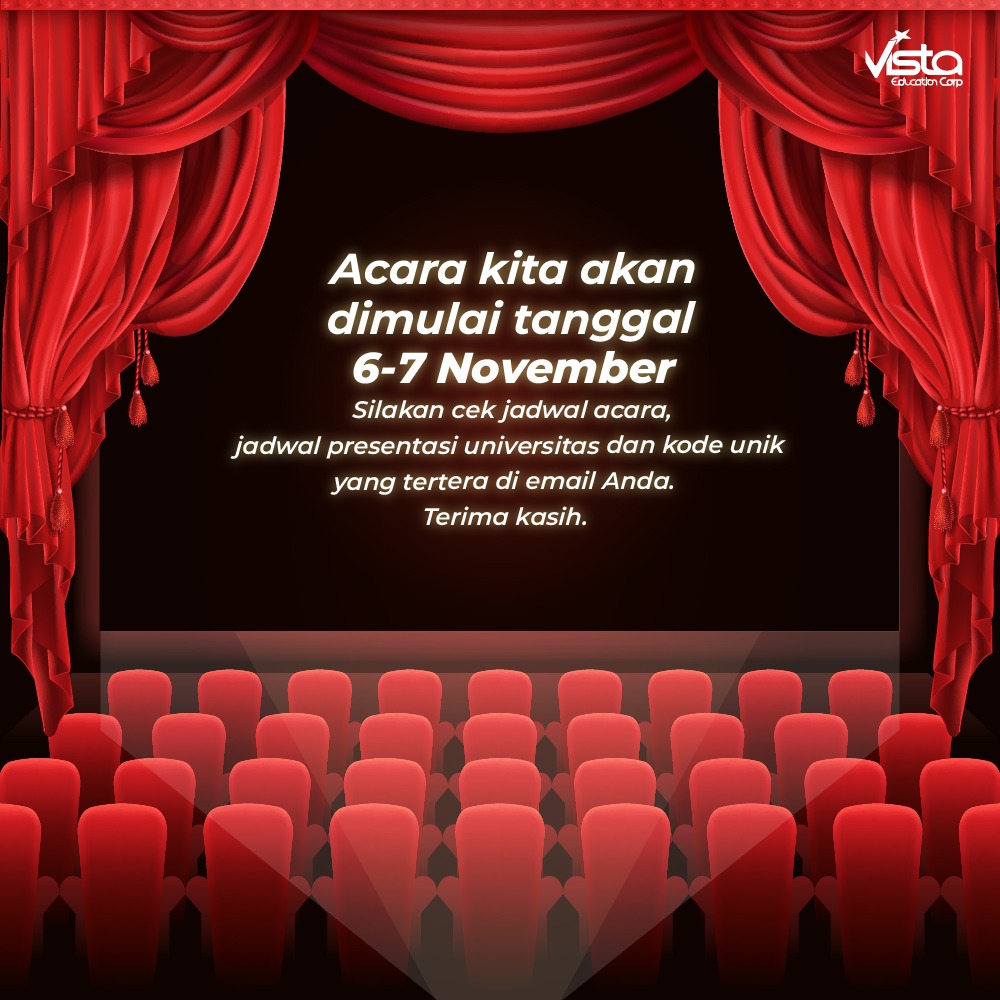 Vista
Education Corp
Acara kita akan
dimulai tanggal
6-7 November
Silakan cek jadwal acara,
jadwal presentasi universitas dan kode unik
yang tertera di email Anda.
Terima kasih.